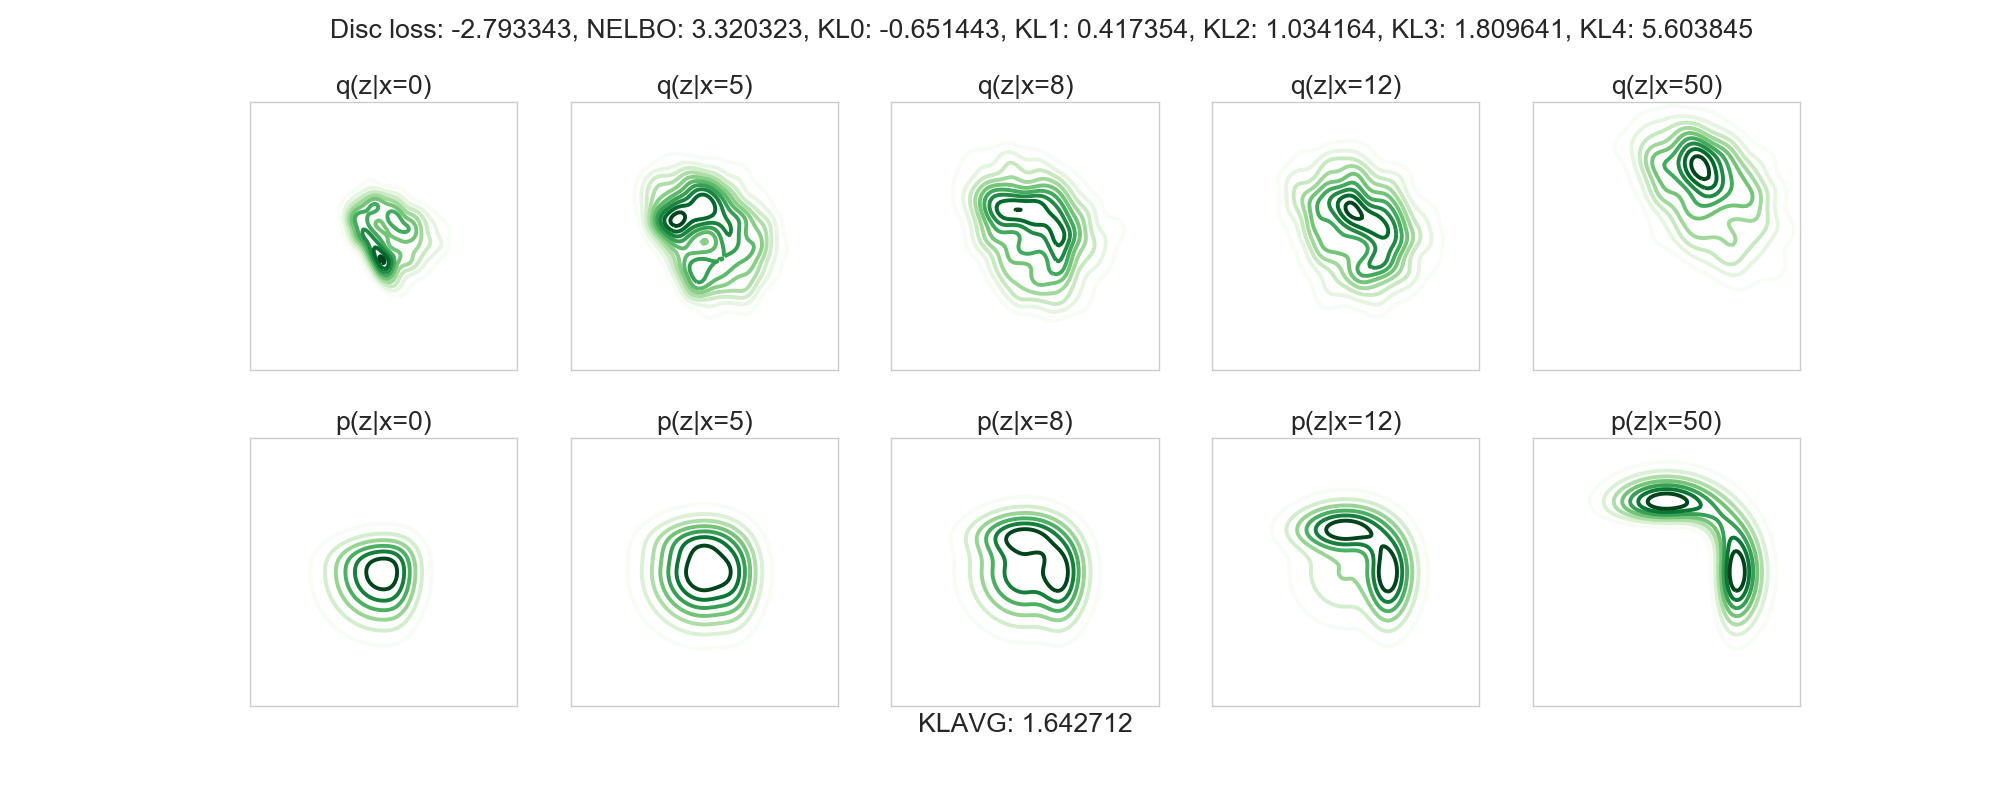 Disc loss: -2.793343, NELBO: 3.320323, KL0: -0.651443, KL1: 0.417354, KL2: 1.034164, KL3: 1.809641, KL4: 5.603845
q(z|x=0) q(z|x=5) q(z|x=8) q(z|x=12) q(z|x=50)
p(z|x=0) p(z|x=5) p(z|x=8) p(z|x=12) p(z|x=50)
KLAVG: 1.642712